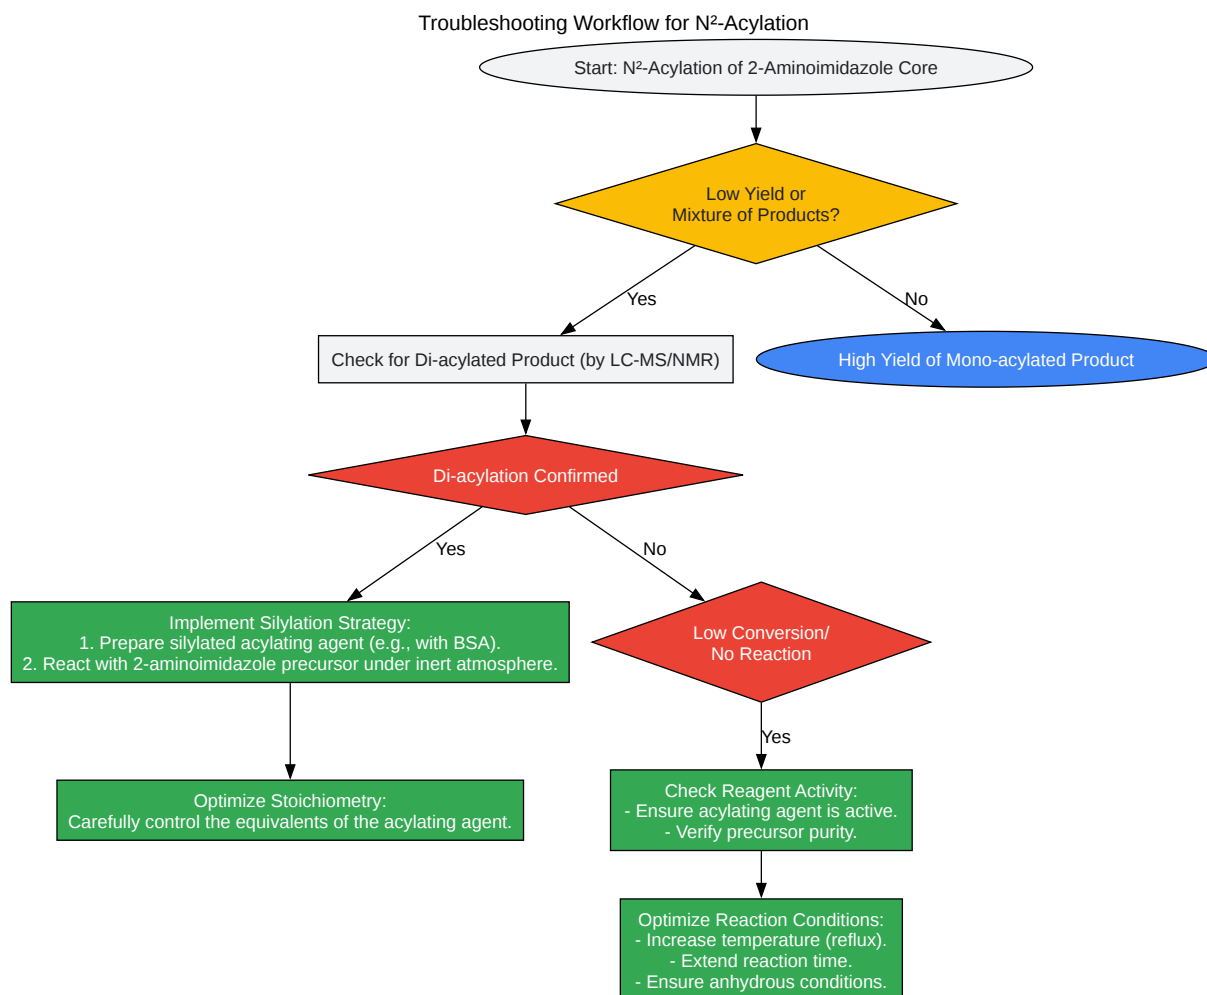 Troubleshooting Workflow for N²-Acylation
Start: N²-Acylation of 2-Aminoimidazole Core
Low Yield or
Mixture of Products?
Yes
No
Check for Di-acylated Product (by LC-MS/NMR)
High Yield of Mono-acylated Product
Di-acylation Confirmed
Yes
No
Implement Silylation Strategy:
1. Prepare silylated acylating agent (e.g., with BSA).
2. React with 2-aminoimidazole precursor under inert atmosphere.
Low Conversion/
No Reaction
Yes
Optimize Stoichiometry:
Carefully control the equivalents of the acylating agent.
Check Reagent Activity:
- Ensure acylating agent is active.
- Verify precursor purity.
Optimize Reaction Conditions:
- Increase temperature (reflux).
- Extend reaction time.
- Ensure anhydrous conditions.